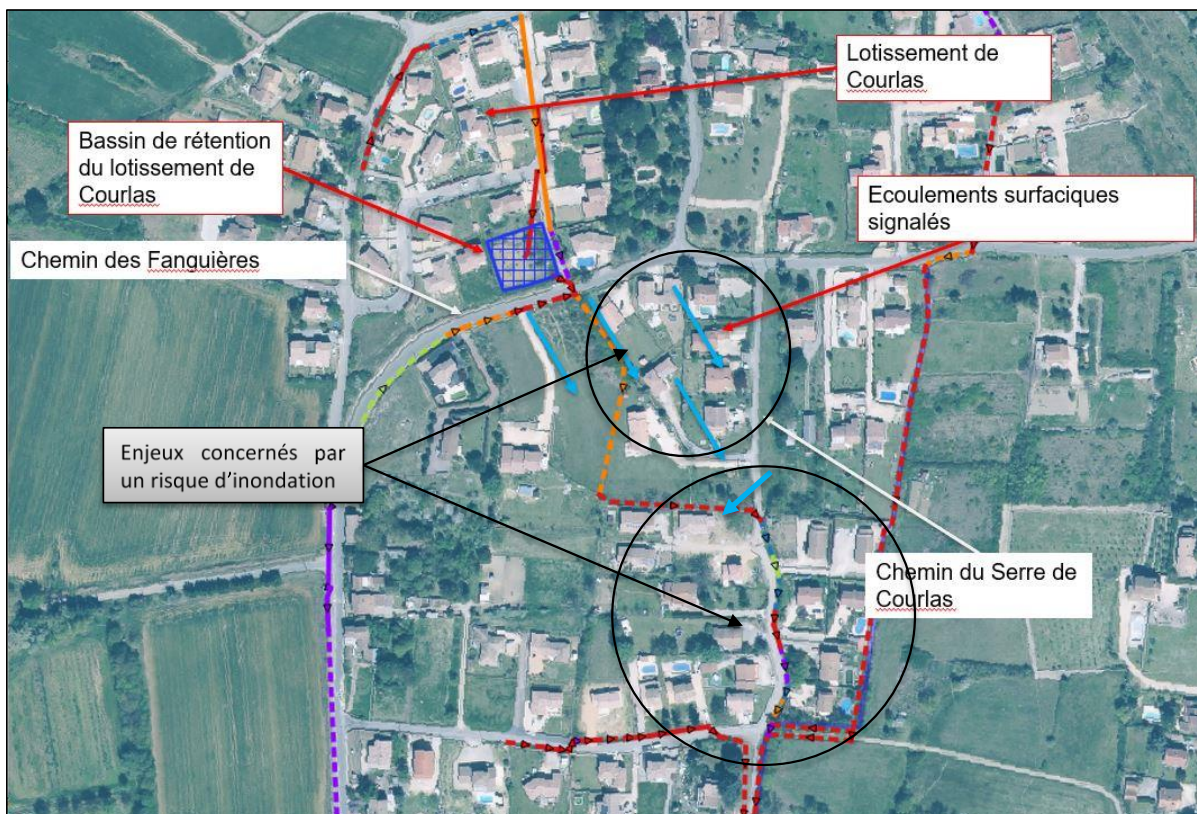 Lotissement de
Courlas
Bassin de rétention
du lotissement de
Courlas
Ecoulements surfaciques
signalés
Chemin des Fanguières
Enjeux concernés par
un risque d'inondation
Chemin du Serre de
Courlas